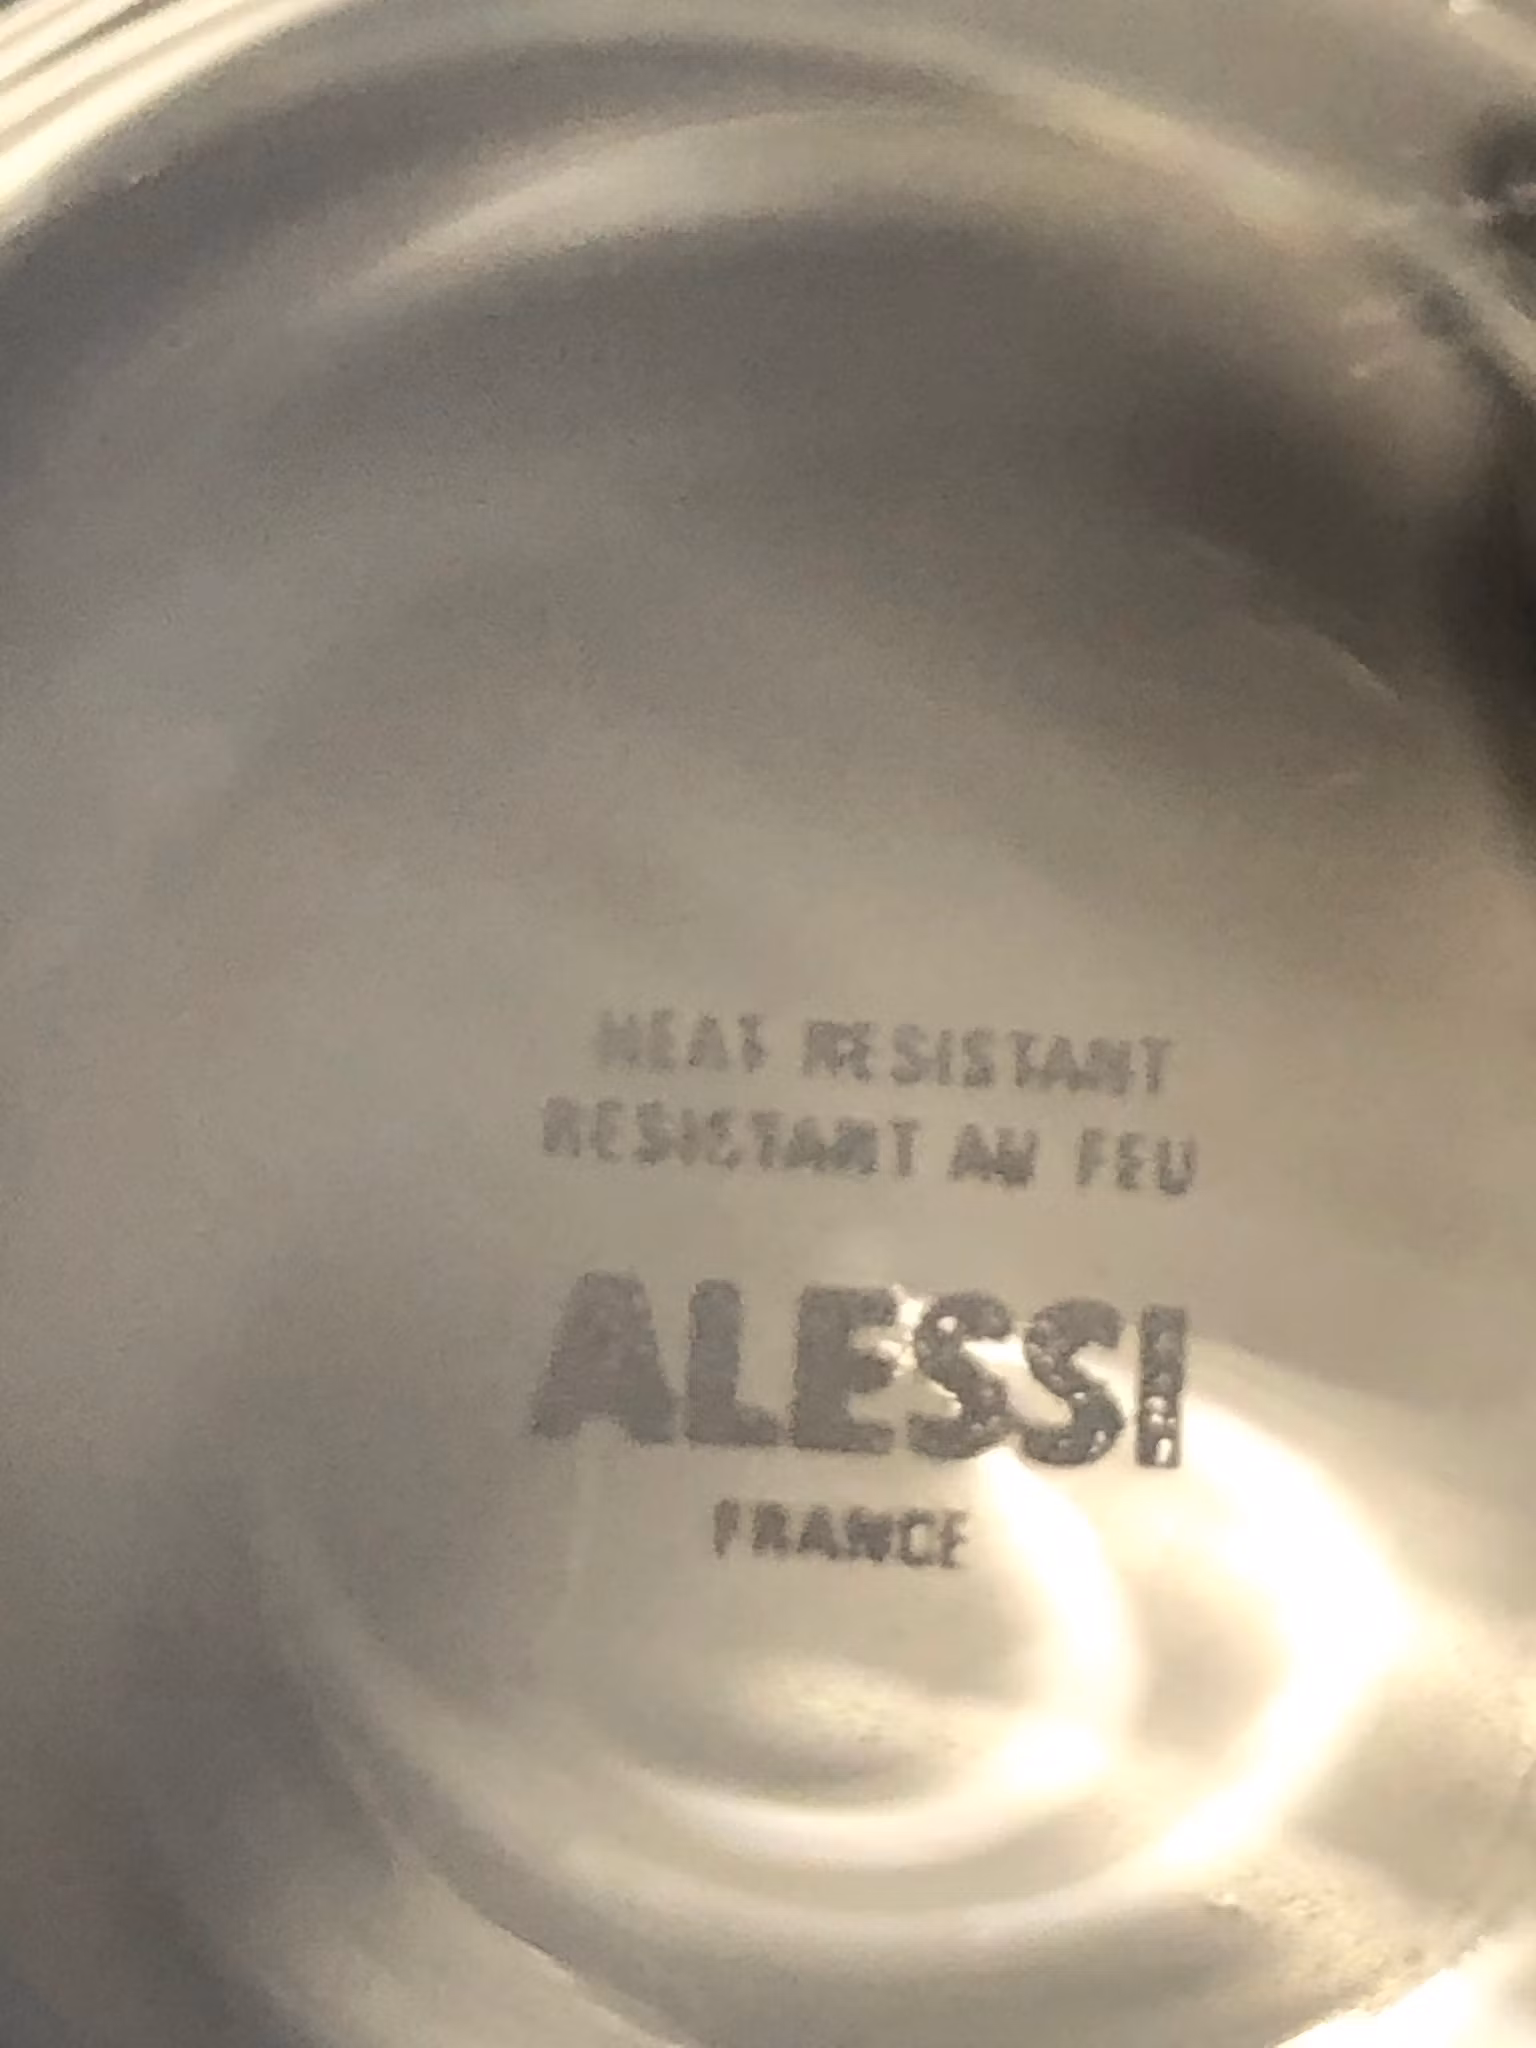 HEAT RESISTANT
RESISTANT AU FEU
ALESSI
FRANCE